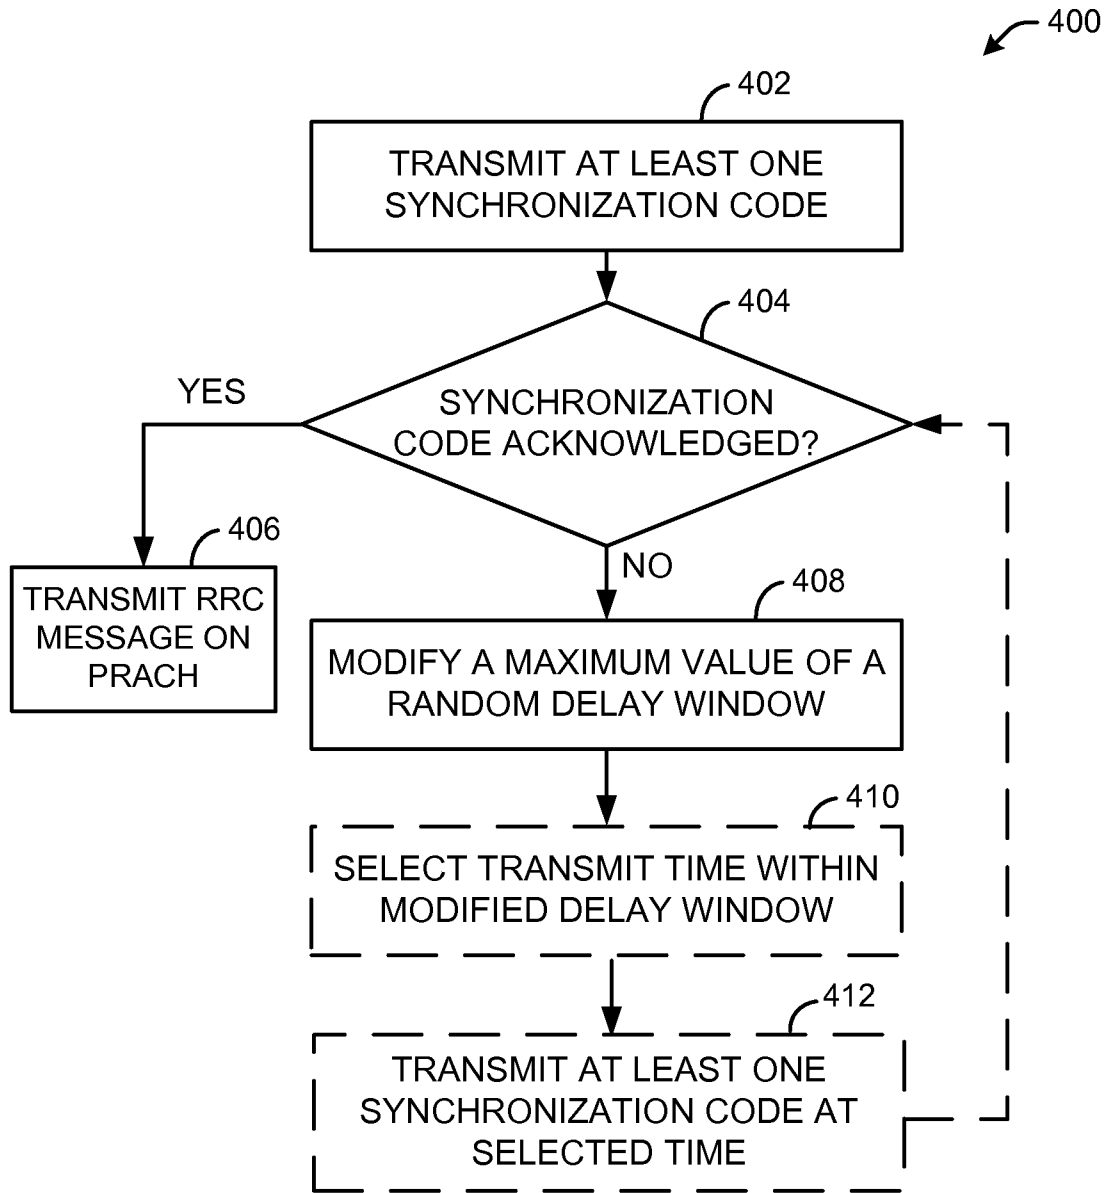 400
402
TRANSMIT AT LEAST ONE
SYNCHRONIZATION CODE
404
YES
SYNCHRONIZATION
CODE ACKNOWLEDGED?
406
NO
TRANSMIT RRC
MESSAGE ON
PRACH
408
MODIFY A MAXIMUM VALUE OF A
RANDOM DELAY WINDOW
410
SELECT TRANSMIT TIME WITHIN
MODIFIED DELAY WINDOW
412
TRANSMIT AT LEAST ONE
SYNCHRONIZATION CODE AT
SELECTED TIME